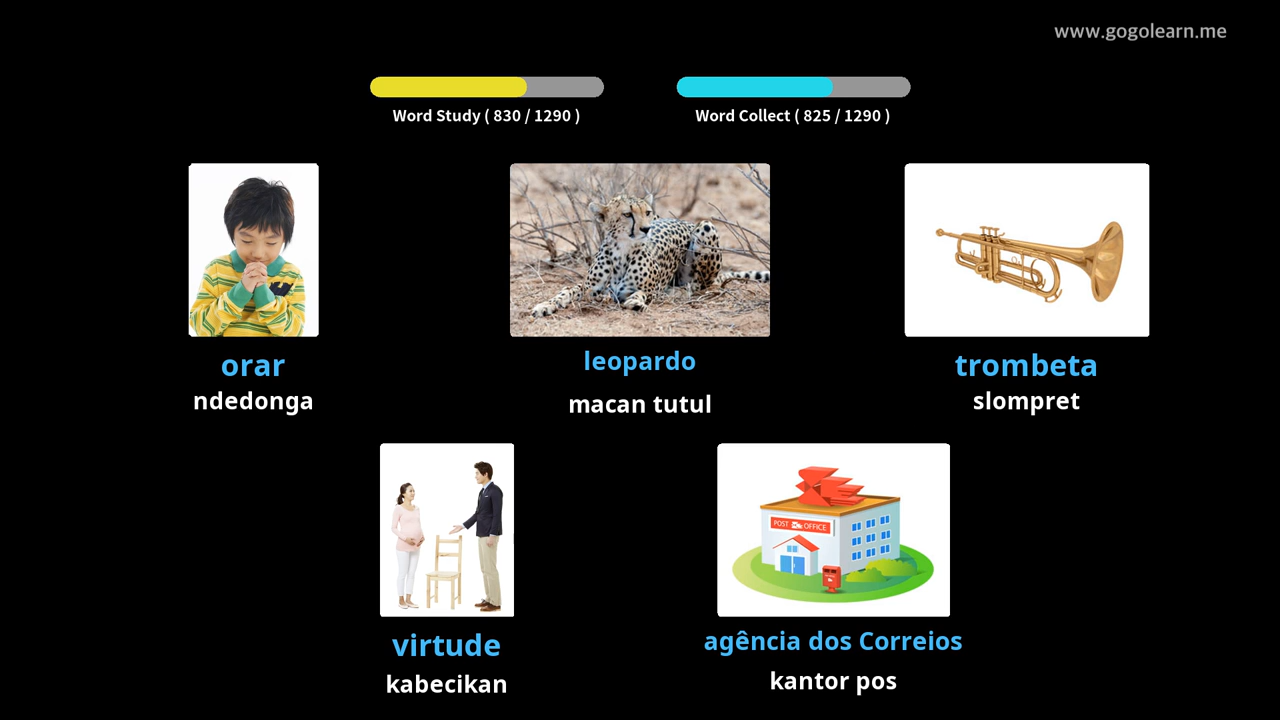 www.gogolearn.me
Word Study ( 830 / 1290 )
Word Collect ( 825 / 1290 )
orar
ndedonga
leopardo
macan tutul
trombeta
slompret
POST OFFICE
virtude
kabecikan
agência dos Correios
kantor pos